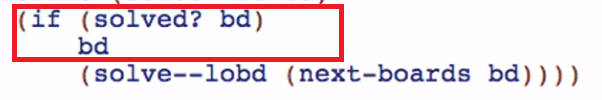 (if (solved? bd)
bd
(solve--lobd (next-boards bd))))